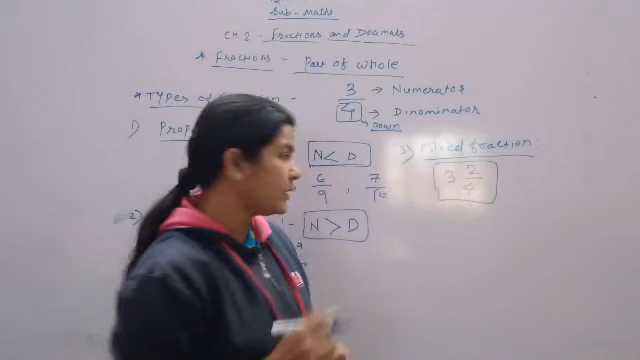 Sub-Maths
CH 2 - Fractions and Decimals
* Fractions - Part of whole
* Types of
3 → Numerator
4 → Dinominator
Down
1) Prop
N < D
6/9 , 7/10
3) Mixed fraction
3 2/4
2)
N > D